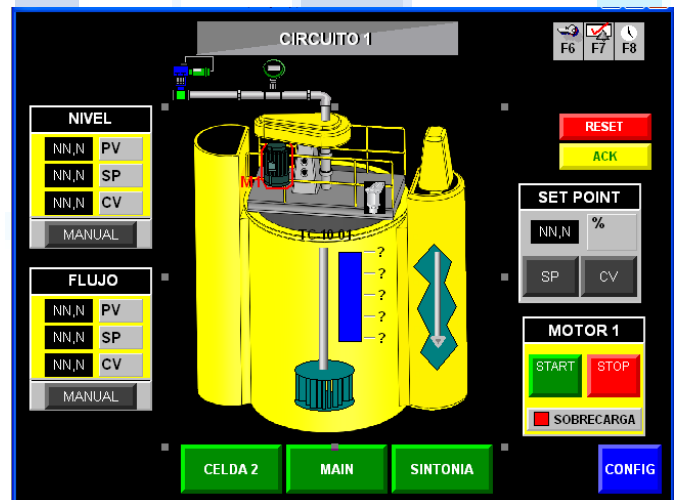 CIRCUITO 1
F6 F7 F8
NIVEL
NN,N PV
NN,N SP
NN,N CV
MANUAL
FLUJO
NN,N PV
NN,N SP
NN,N CV
MANUAL
M1
TC-10-01
?
?
?
?
?
RESET
ACK
SET POINT
NN,N %
SP CV
MOTOR 1
START STOP
SOBRECARGA
CELDA 2 MAIN SINTONIA CONFIG